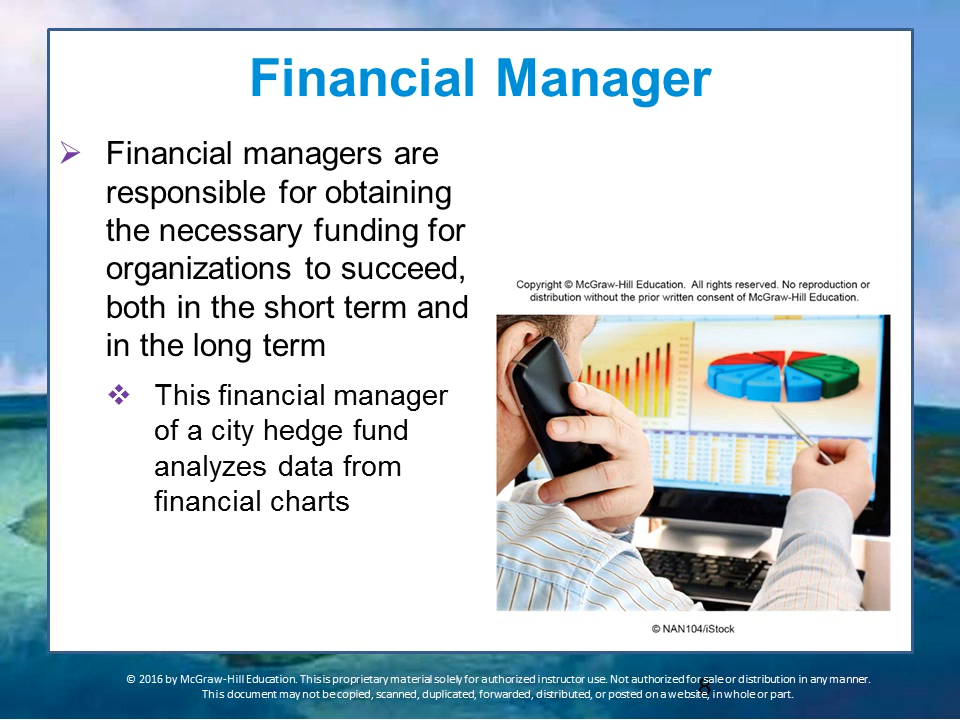 Financial Manager
Financial managers are
responsible for obtaining
the necessary funding for
organizations to succeed,
both in the short term and
in the long term
This financial manager
of a city hedge fund
analyzes data from
financial charts
Copyright © McGraw-Hill Education. All rights reserved. No reproduction or
distribution without the prior written consent of McGraw-Hill Education.
© NAN104/iStock
© 2016 by McGraw-Hill Education. This is proprietary material solely for authorized instructor use. Not authorized for sale or distribution in any manner.
This document may not be copied, scanned, duplicated, forwarded, distributed, or posted on a website, in whole or part.